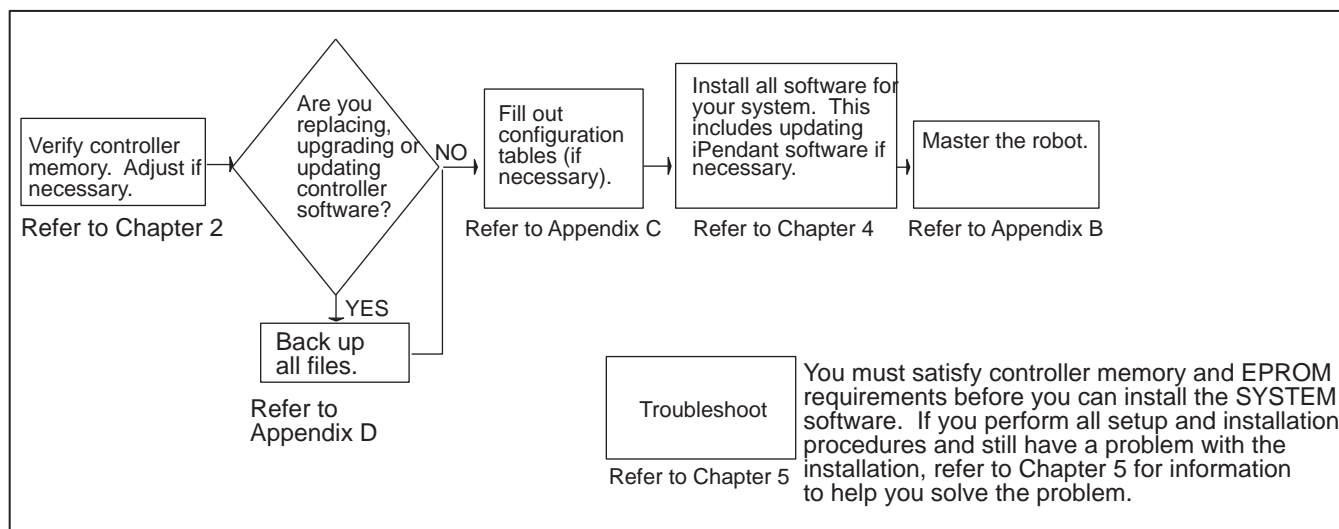 Verify controller
memory.  Adjust if
necessary.
Refer to Chapter 2
Are you
replacing,
upgrading or
updating
controller
software?
NO
YES
Back up
all files.
Refer to
Appendix D
Fill out
configuration
tables (if
necessary).
Refer to Appendix C
Install all software for
your system.  This
includes updating
iPendant software if
necessary.
Refer to Chapter 4
Master the robot.
Refer to Appendix B
Troubleshoot
Refer to Chapter 5
You must satisfy controller memory and EPROM
requirements before you can install the SYSTEM
software.  If you perform all setup and installation
procedures and still have a problem with the
installation, refer to Chapter 5 for information
to help you solve the problem.